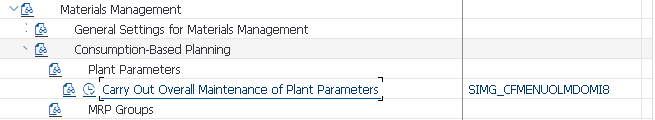 Materials Management
General Settings for Materials Management
Consumption-Based Planning
Plant Parameters
Carry Out Overall Maintenance of Plant Parameters SIMG_CFMENUOLMDOMI8
MRP Groups